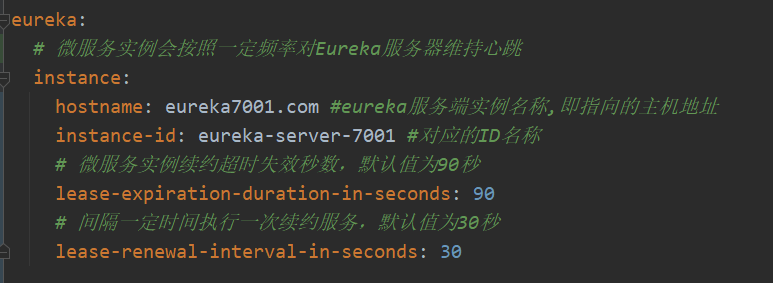 eureka:
# 微服务实例会按照一定频率对Eureka服务器维持心跳
instance:
hostname: eureka7001.com #eureka服务端实例名称,即指向的主机地址
instance-id: eureka-server-7001 #对应的ID名称
# 微服务实例续约超时失效秒数，默认值为90秒
lease-expiration-duration-in-seconds: 90
# 间隔一定时间执行一次续约服务，默认值为30秒
lease-renewal-interval-in-seconds: 30